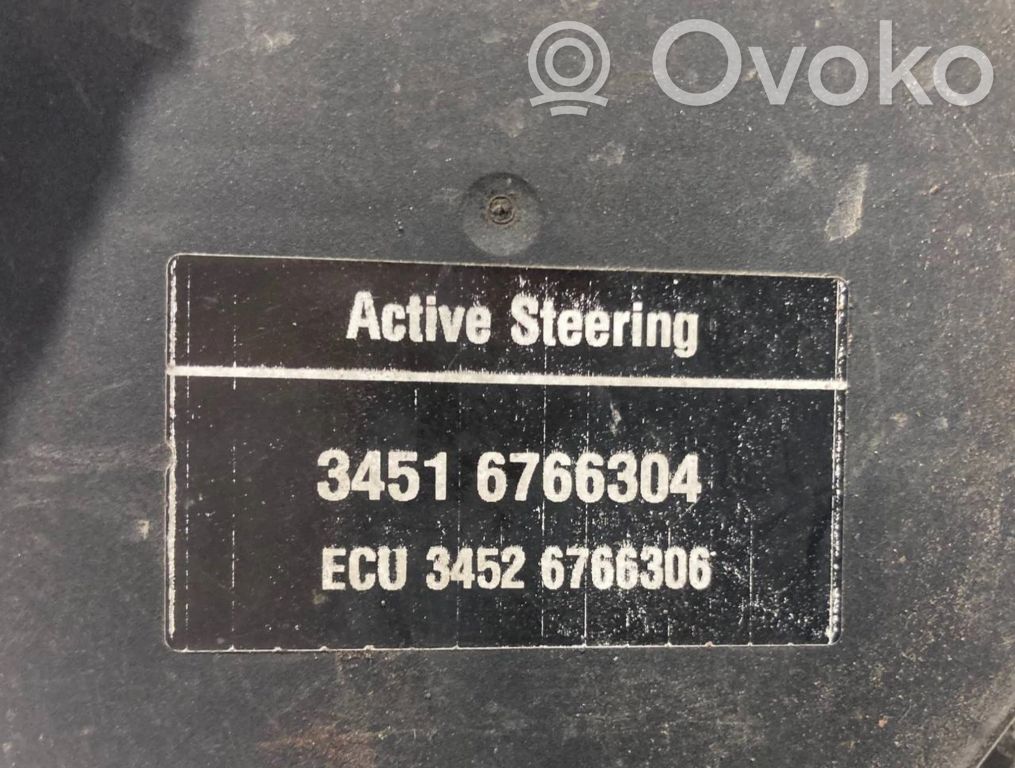 Ovoko
Active Steering
3451 6766304
ECU 3452 6766306